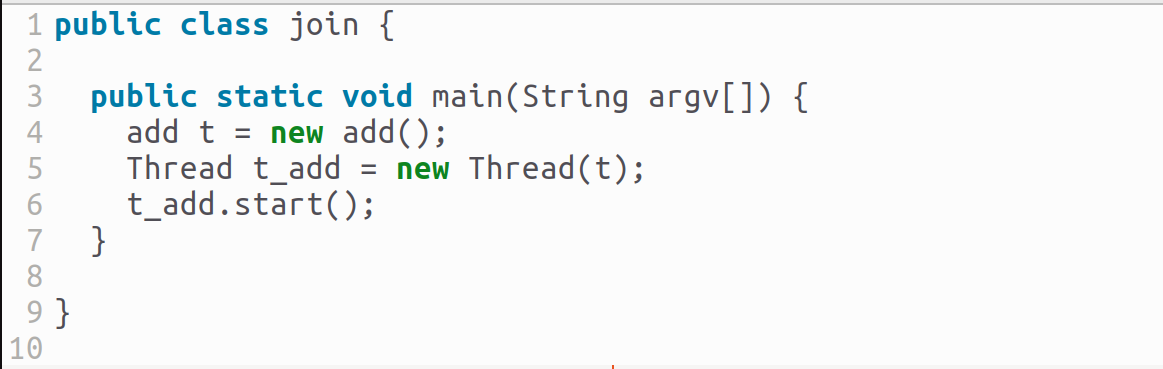 1 public class join {
2
3   public static void main(String argv[]) {
4     add t = new add();
5     Thread t_add = new Thread(t);
6     t_add.start();
7   }
8
9 }
10